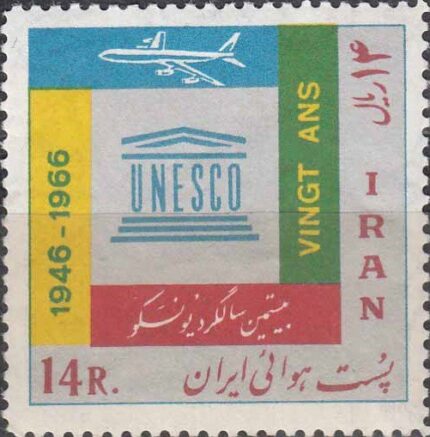 ۱۴ ریال
IRAN
VINGT ANS
1946-1966
UNESCO
بیستمین سالگرد یونسکو
14R.
پست هوائی ایران